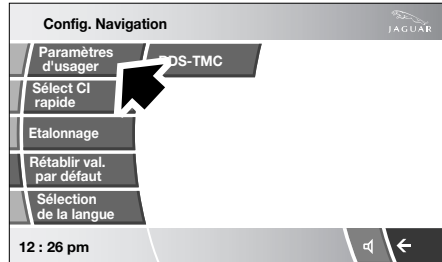 Config. Navigation
JAGUAR
Paramètres
d'usager
DS-TMC
Sélect CI
rapide
Etalonnage
Rétablir val.
par défaut
Sélection
de la langue
12 : 26 pm